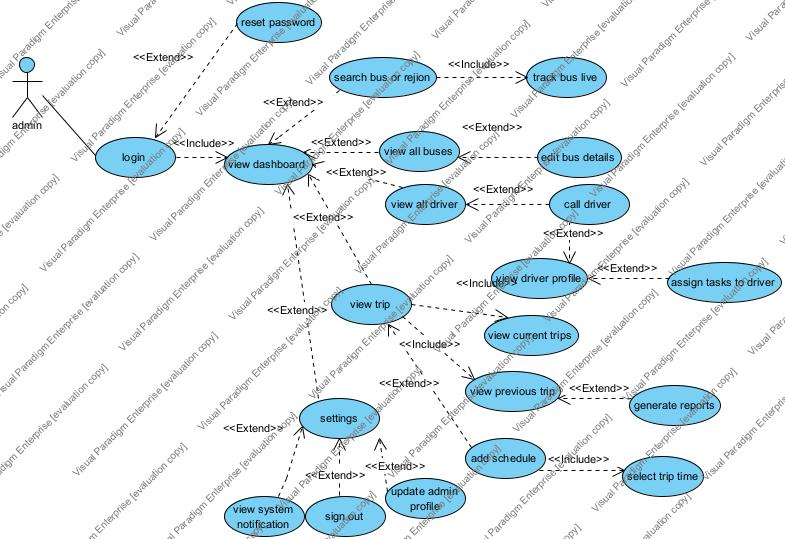 reset password
<<Extend>>
search bus or rejion
<<Include>>
track bus live
admin
<<Extend>>
login
<<Include>>
view dashboard
<<Extend>>
view all buses
<<Extend>>
edit bus details
<<Extend>>
view all driver
<<Extend>>
call driver
<<Extend>>
<<Extend>>
view driver profile
<<Extend>>
assign tasks to driver
<<Include>>
view trip
<<Extend>>
view current trips
<<Include>>
<<Extend>>
view previous trip
<<Extend>>
generate reports
settings
<<Extend>>
add schedule
<<Include>>
select trip time
<<Extend>>
<<Extend>>
view system
notification
sign out
update admin
profile
Visual Paradigm Enterprise [evaluation copy]